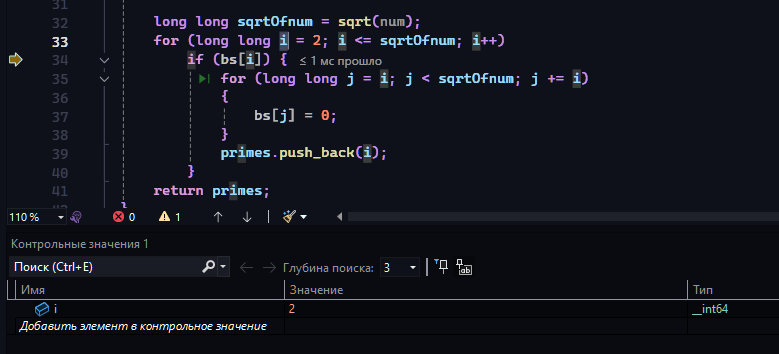 31
32 long long sqrtOfnum = sqrt(num);
33 for (long long i = 2; i <= sqrtOfnum; i++)
34 if (bs[i]) { ≤ 1 мс прошло
35 for (long long j = i; j < sqrtOfnum; j += i)
36 {
37 bs[j] = 0;
38 }
39 primes.push_back(i);
40 }
41 return primes;
110 % 0 1
Контрольные значения 1
Поиск (Ctrl+E) Глубина поиска: 3
Имя Значение Тип
i 2 __int64
Добавить элемент в контрольное значение